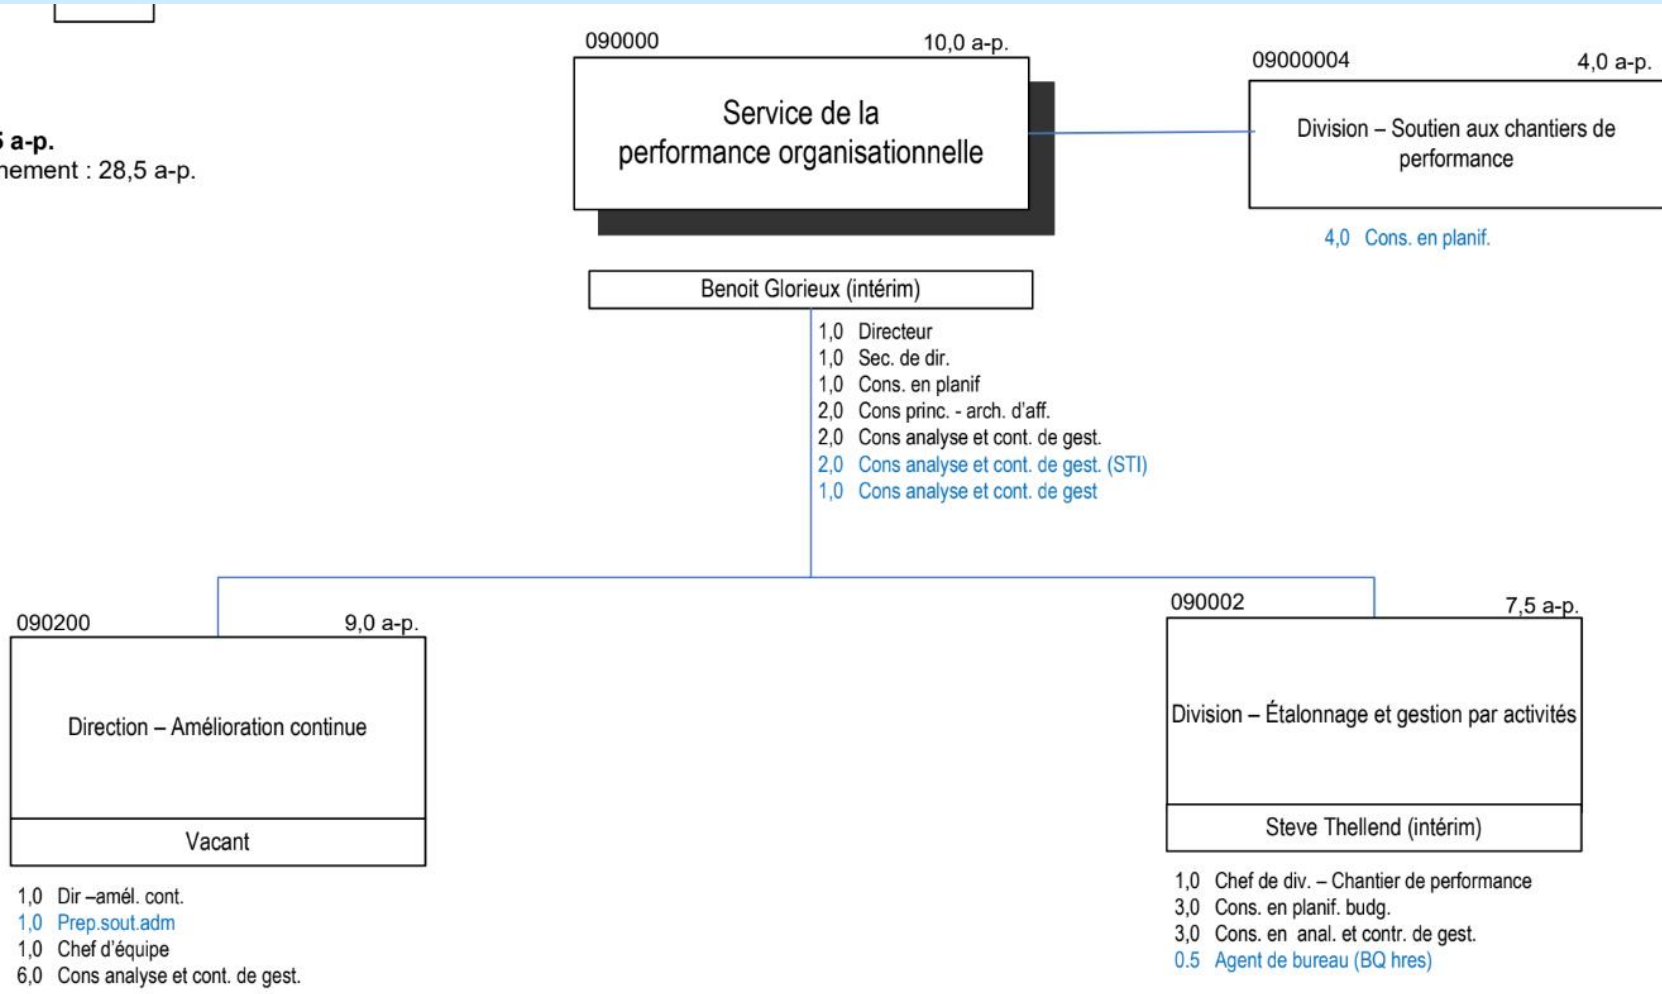 090000 10,0 a-p.
Service de la
performance organisationnelle
09000004 4,0 a-p.
Division – Soutien aux chantiers de
performance
4,0 Cons. en planif.
a-p.
: 28,5 a-p.
Benoit Glorieux (intérim)
1,0 Directeur
1,0 Sec. de dir.
1,0 Cons. en planif
2,0 Cons princ. - arch. d'aff.
2,0 Cons analyse et cont. de gest.
2,0 Cons analyse et cont. de gest. (STI)
1,0 Cons analyse et cont. de gest
090200 9,0 a-p.
Direction – Amélioration continue
Vacant
1,0 Dir –amél. cont.
1,0 Prep.sout.adm
1,0 Chef d'équipe
6,0 Cons analyse et cont. de gest.
090002 7,5 a-p.
Division – Étalonnage et gestion par activités
Steve Thellend (intérim)
1,0 Chef de div. – Chantier de performance
3,0 Cons. en planif. budg.
3,0 Cons. en anal. et contr. de gest.
0.5 Agent de bureau (BQ hres)